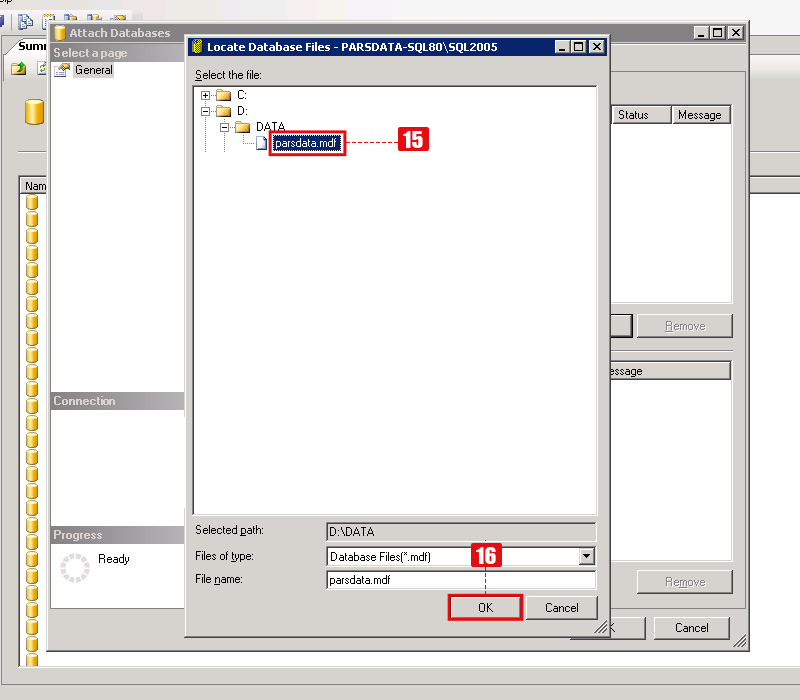 Attach Databases
Summ
Select a page
General
Locate Database Files - PARSDATA-SQL80\SQL2005
Select the file:
C:
D:
DATA
parsdata.mdf
15
Status
Message
Nam
Remove
essage
Connection
Progress
Ready
Selected path:
D:\DATA
Files of type:
Database Files(*.mdf)
16
File name:
parsdata.mdf
OK
Cancel
Remove
K
Cancel